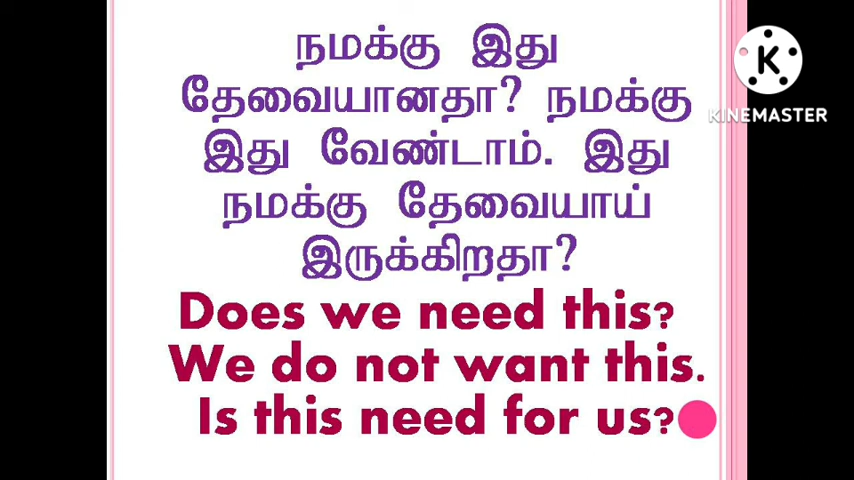 நமக்கு இது
தேவையானதா? நமக்கு
இது வேண்டாம். இது
நமக்கு தேவையாய்
இருக்கிறதா?
Does we need this?
We do not want this.
Is this need for us?
K
KINEMASTER